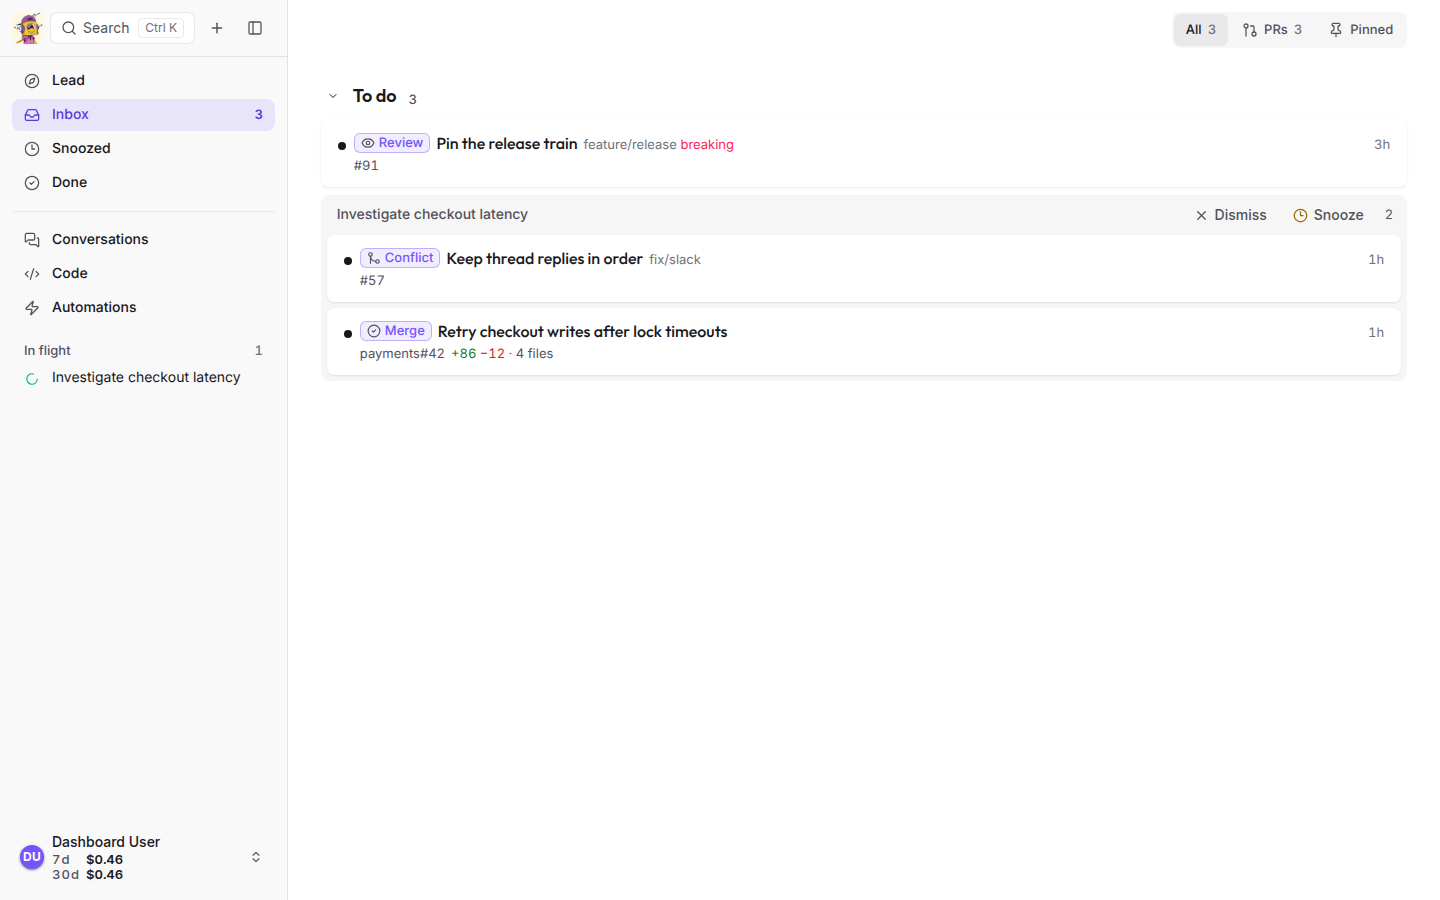 Search Ctrl K
Lead
Inbox 3
Snoozed
Done
Conversations
Code
Automations
In flight 1
Investigate checkout latency
DU
Dashboard User
7d $0.46
30d $0.46
All 3 PRs 3 Pinned
To do 3
Review Pin the release train feature/release breaking 3h
#91
Investigate checkout latency Dismiss Snooze 2
Conflict Keep thread replies in order fix/slack 1h
#57
Merge Retry checkout writes after lock timeouts 1h
payments#42 +86 −12 · 4 files